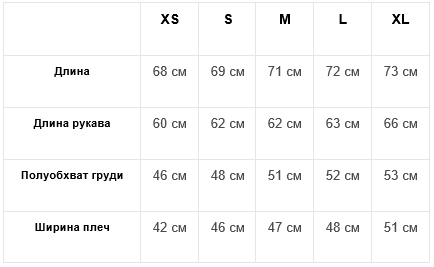 XS S M L XL
Длина 68 см 69 см 71 см 72 см 73 см
Длина рукава 60 см 62 см 62 см 63 см 66 см
Полуобхват груди 46 см 48 см 51 см 52 см 53 см
Ширина плеч 42 см 46 см 47 см 48 см 51 см